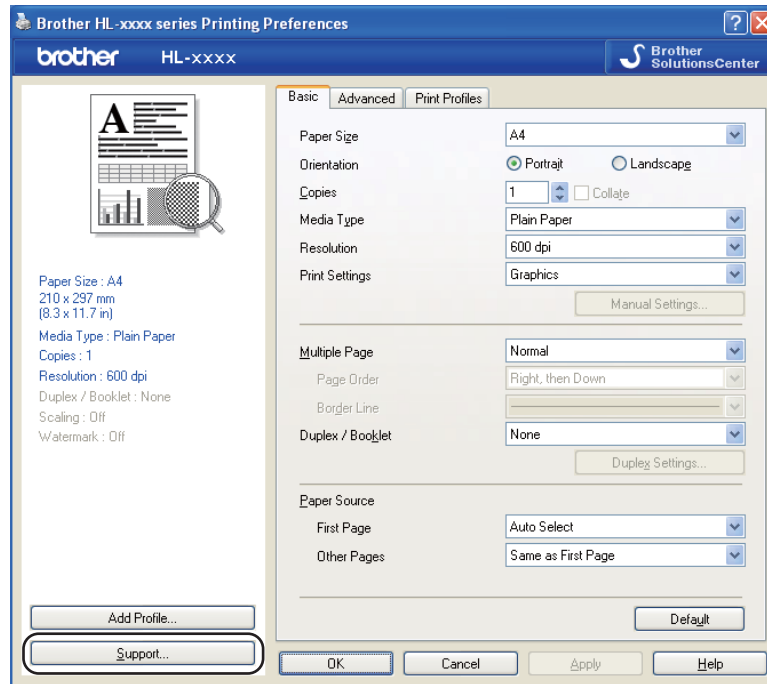 Brother HL-xxxx series Printing Preferences
brother HL-xxxx
Brother
SolutionsCenter
A
Paper Size : A4
210 x 297 mm
(8.3 x 11.7 in)
Media Type : Plain Paper
Copies : 1
Resolution : 600 dpi
Duplex / Booklet : None
Scaling : Off
Watermark : Off
Add Profile...
Support...
Basic Advanced Print Profiles
Paper Size A4
Orientation Portrait Landscape
Copies 1 Collate
Media Type Plain Paper
Resolution 600 dpi
Print Settings Graphics
Manual Settings...
Multiple Page Normal
Page Order Right, then Down
Border Line
Duplex / Booklet None
Duplex Settings...
Paper Source
First Page Auto Select
Other Pages Same as First Page
Default
OK Cancel Apply Help